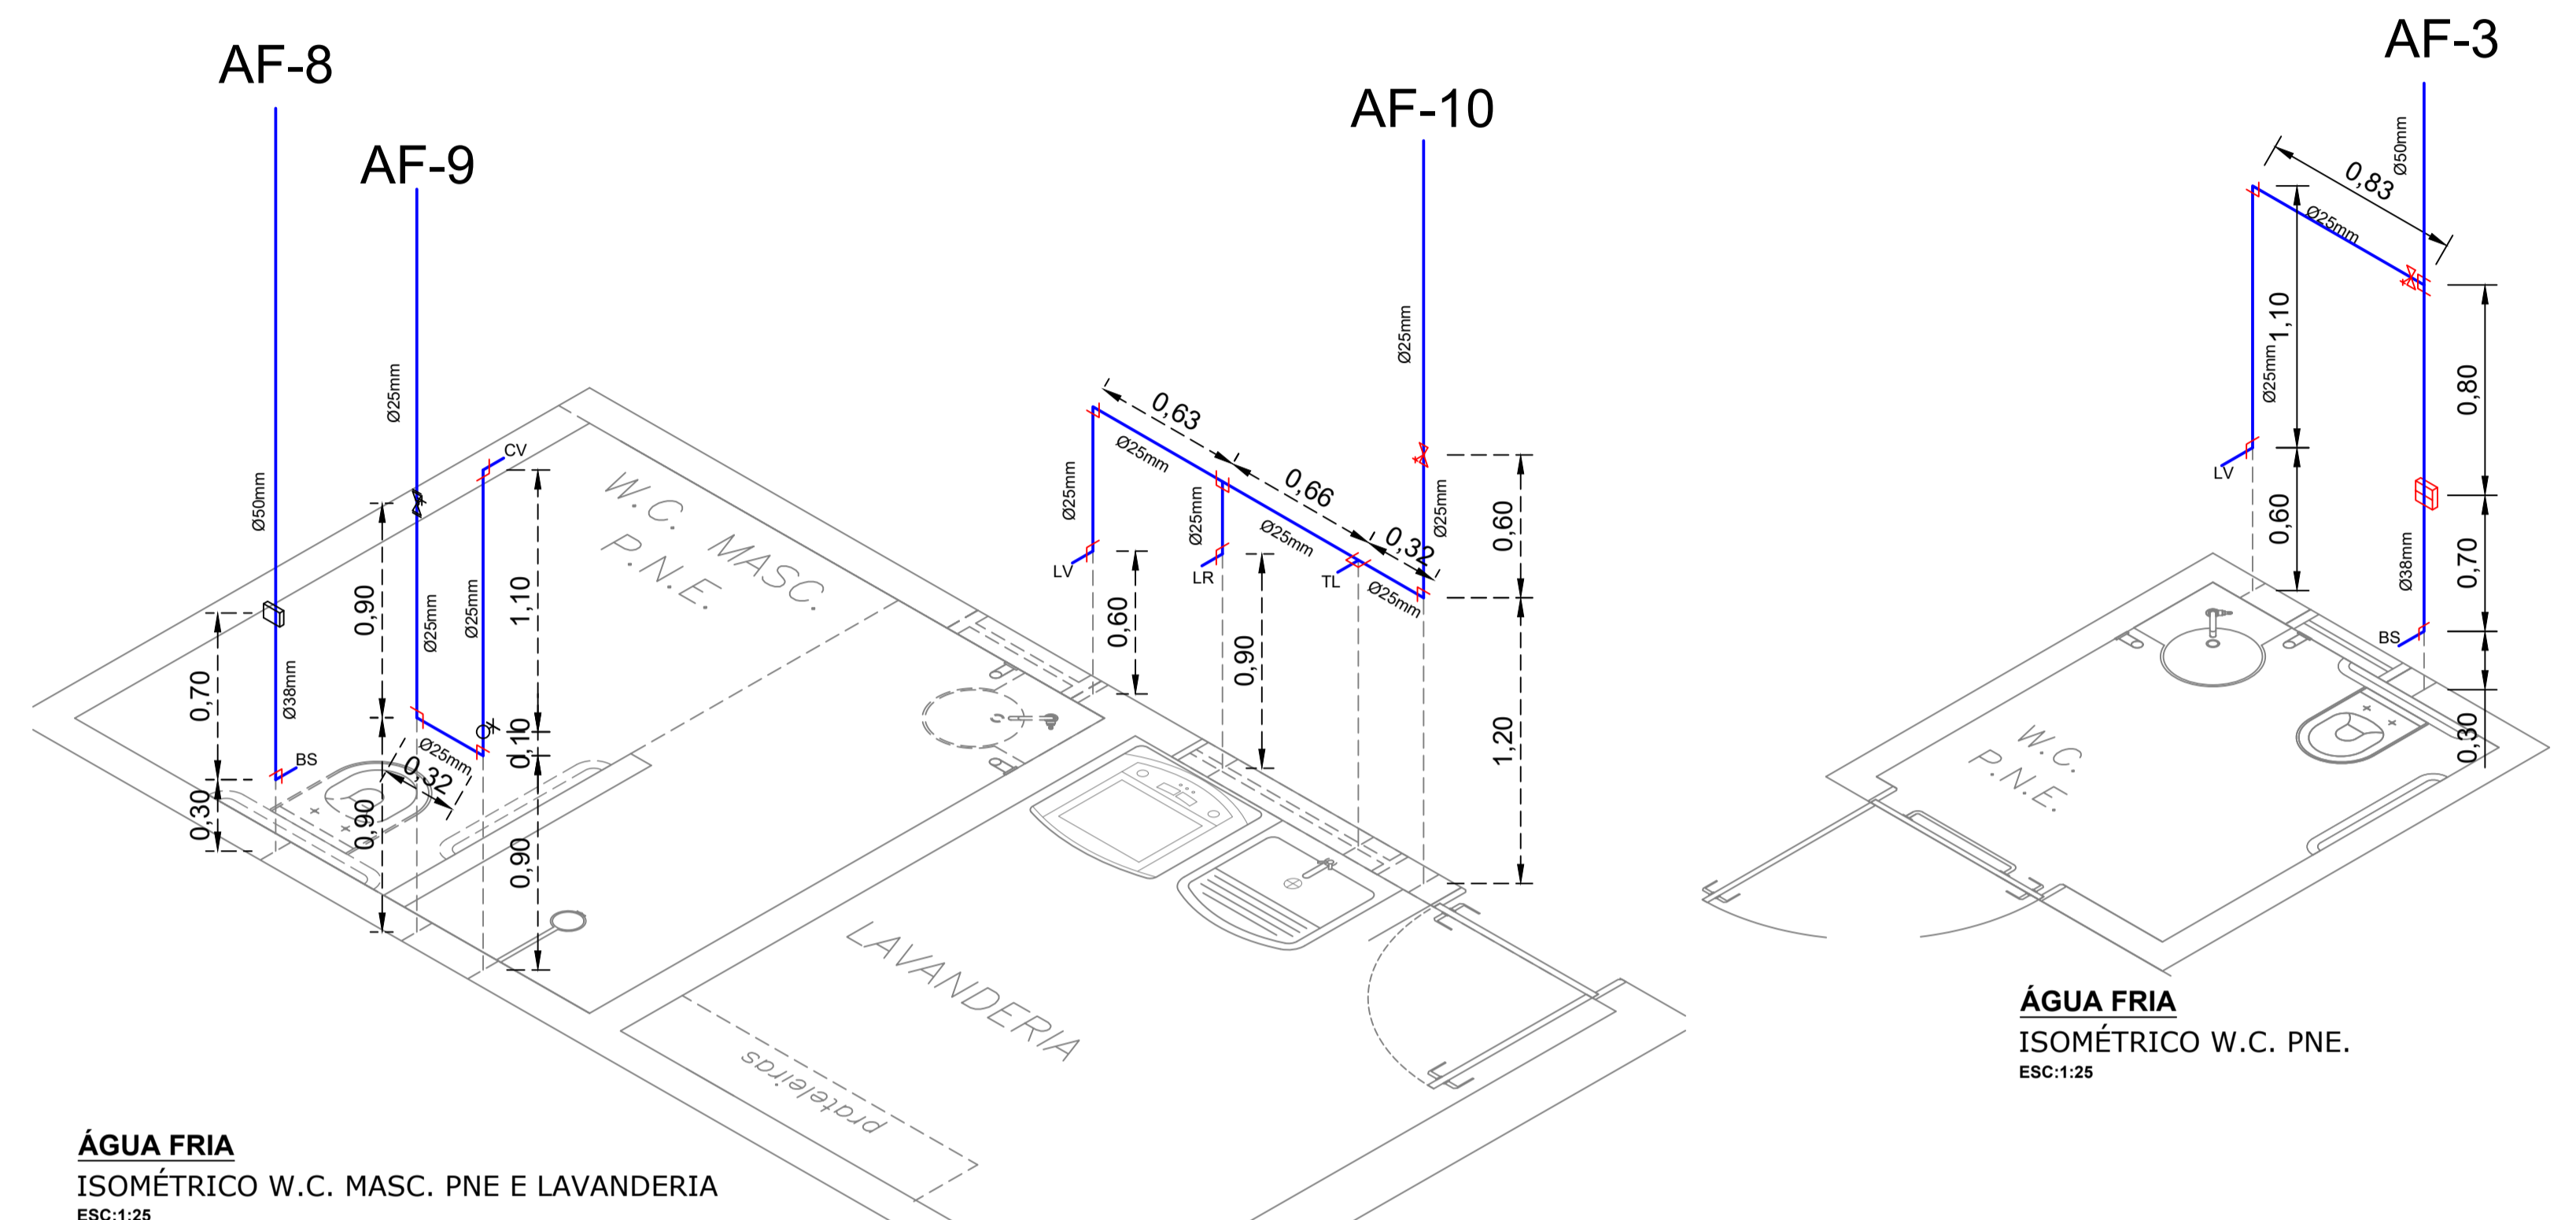 AF-8
AF-9
AF-10
AF-3
Ø50mm
0,83
Ø25mm
1,10
Ø25mm
0,80
LV
0,60
Ø38mm
0,70
BS
0,30
W.C.
P.N.E.
ÁGUA FRIA
ISOMÉTRICO W.C. PNE.
ESC:1:25
Ø25mm
0,63
Ø25mm
0,66
Ø25mm
0,32
Ø25mm
Ø25mm
Ø25mm
Ø25mm
0,60
LV
LR
TL
0,60
0,90
1,20
Ø25mm
CV
W.C. MASC.
P.N.E.
Ø50mm
0,90
Ø25mm
Ø25mm
1,10
0,70
Ø38mm
BS
Ø25mm
0,32
0,10
0,30
0,90
0,90
LAVANDERIA
prateleiras
ÁGUA FRIA
ISOMÉTRICO W.C. MASC. PNE E LAVANDERIA
ESC:1:25